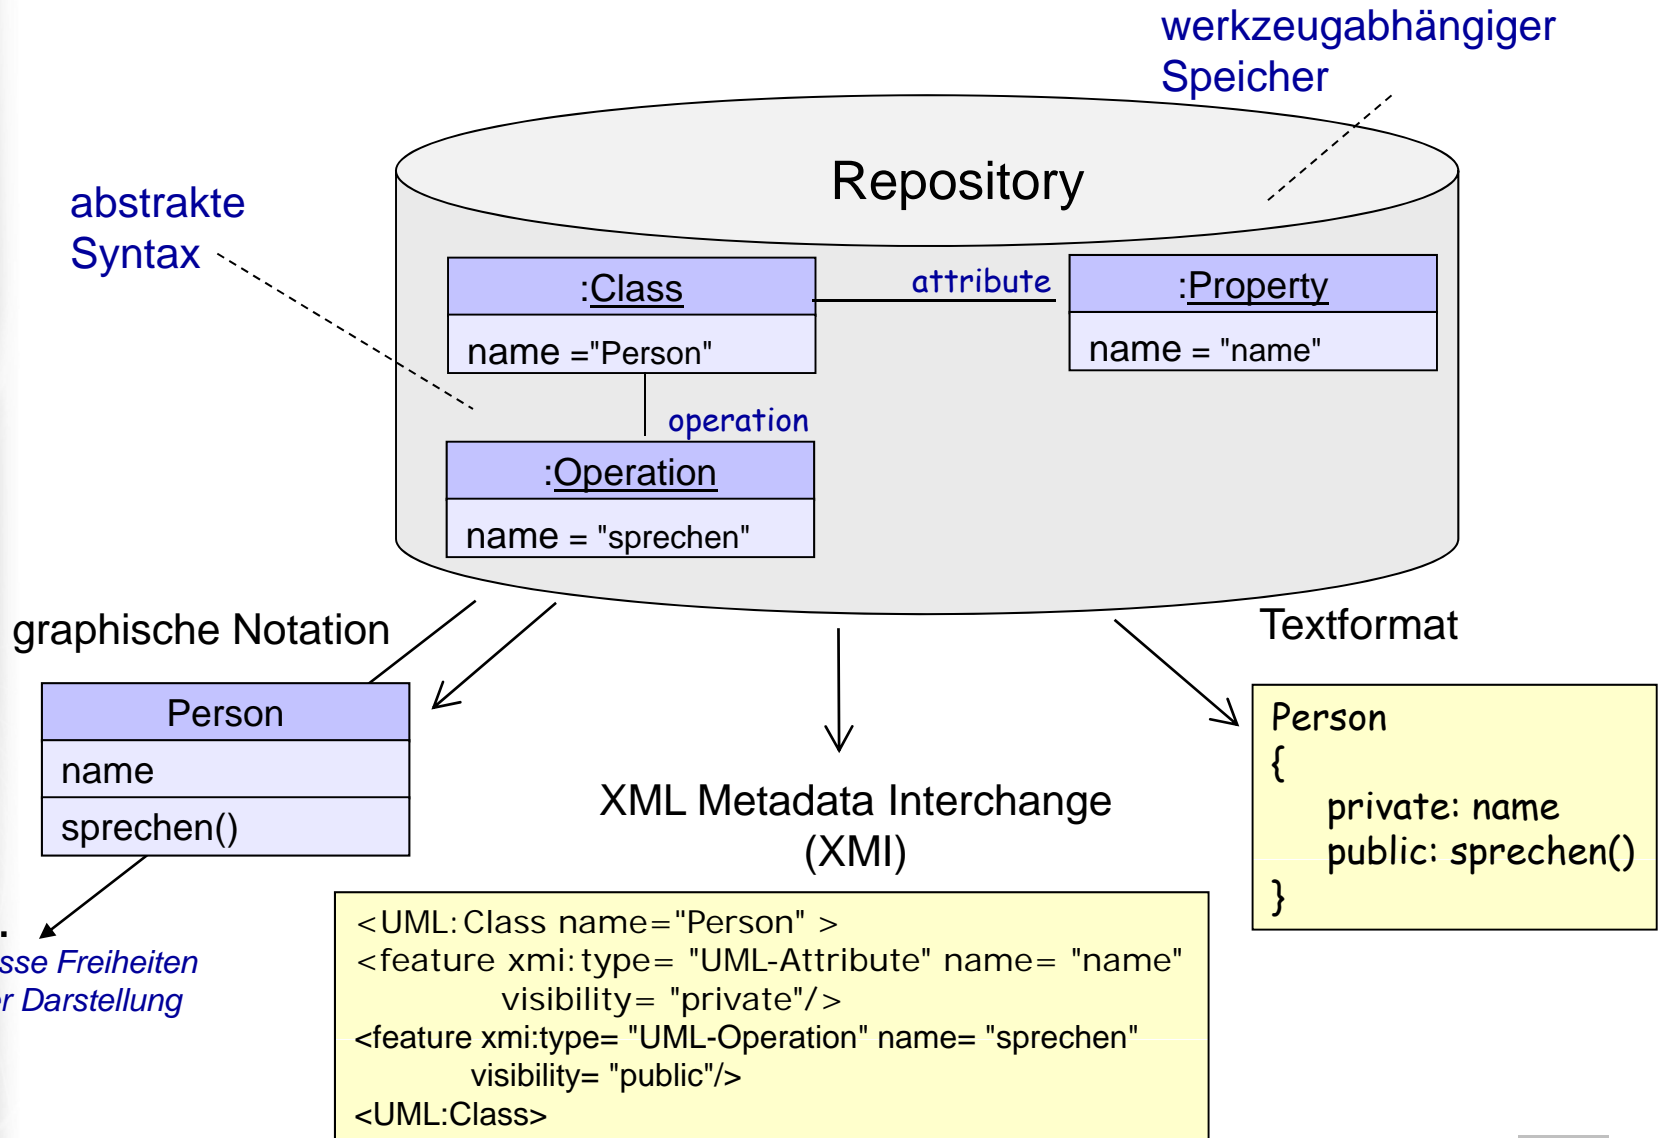 werkzeugabhängiger
Speicher
Repository
abstrakte
Syntax
:Class
attribute
:Property
name ="Person"
name = "name"
operation
:Operation
name = "sprechen"
graphische Notation
Textformat
Person
name
sprechen()
XML Metadata Interchange
(XMI)
Person
{
private: name
public: sprechen()
}
Freiheiten
Darstellung
<UML:Class name="Person" >
<feature xmi:type= "UML-Attribute" name= "name"
visibility= "private"/>
<feature xmi:type= "UML-Operation" name= "sprechen"
visibility= "public"/>
<UML:Class>